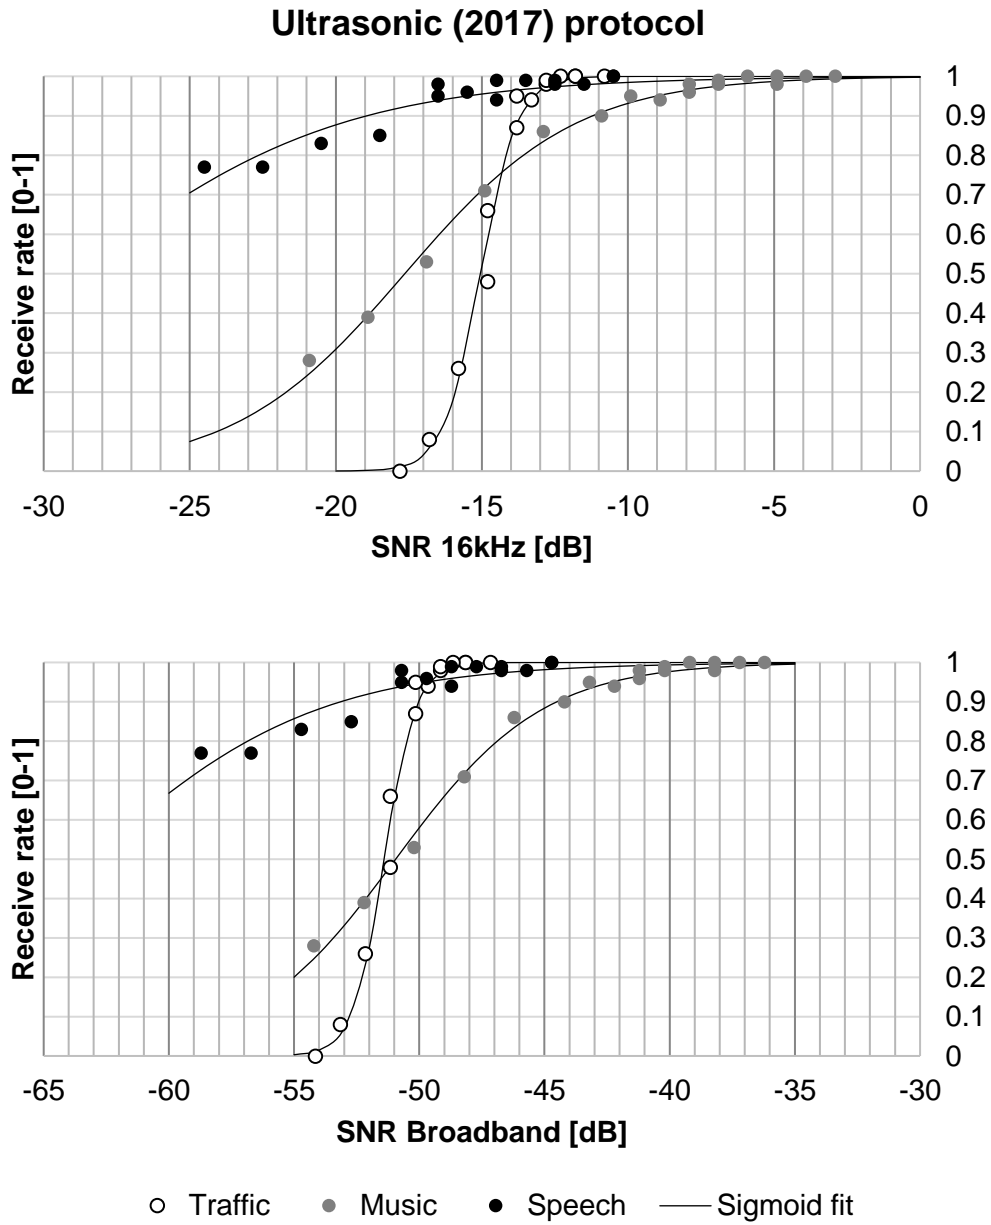 Ultrasonic (2017) protocol
Receive rate [0-1]
1
0.9
0.8
0.7
0.6
0.5
0.4
0.3
0.2
0.1
0
-30 -25 -20 -15 -10 -5 0
SNR 16kHz [dB]
Receive rate [0-1]
1
0.9
0.8
0.7
0.6
0.5
0.4
0.3
0.2
0.1
0
-65 -60 -55 -50 -45 -40 -35 -30
SNR Broadband [dB]
Traffic Music Speech Sigmoid fit